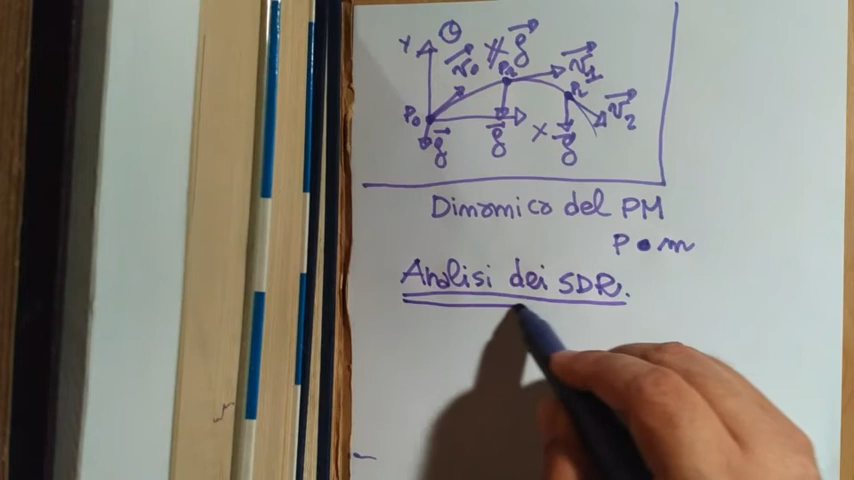 Y ⃗v₀ ⃗g P₁ ⃗v₁
P₀ P₂ ⃗v₂
⃗g ⃗g X ⃗g
Dinamica del PM
P • m
Analisi dei SDR.